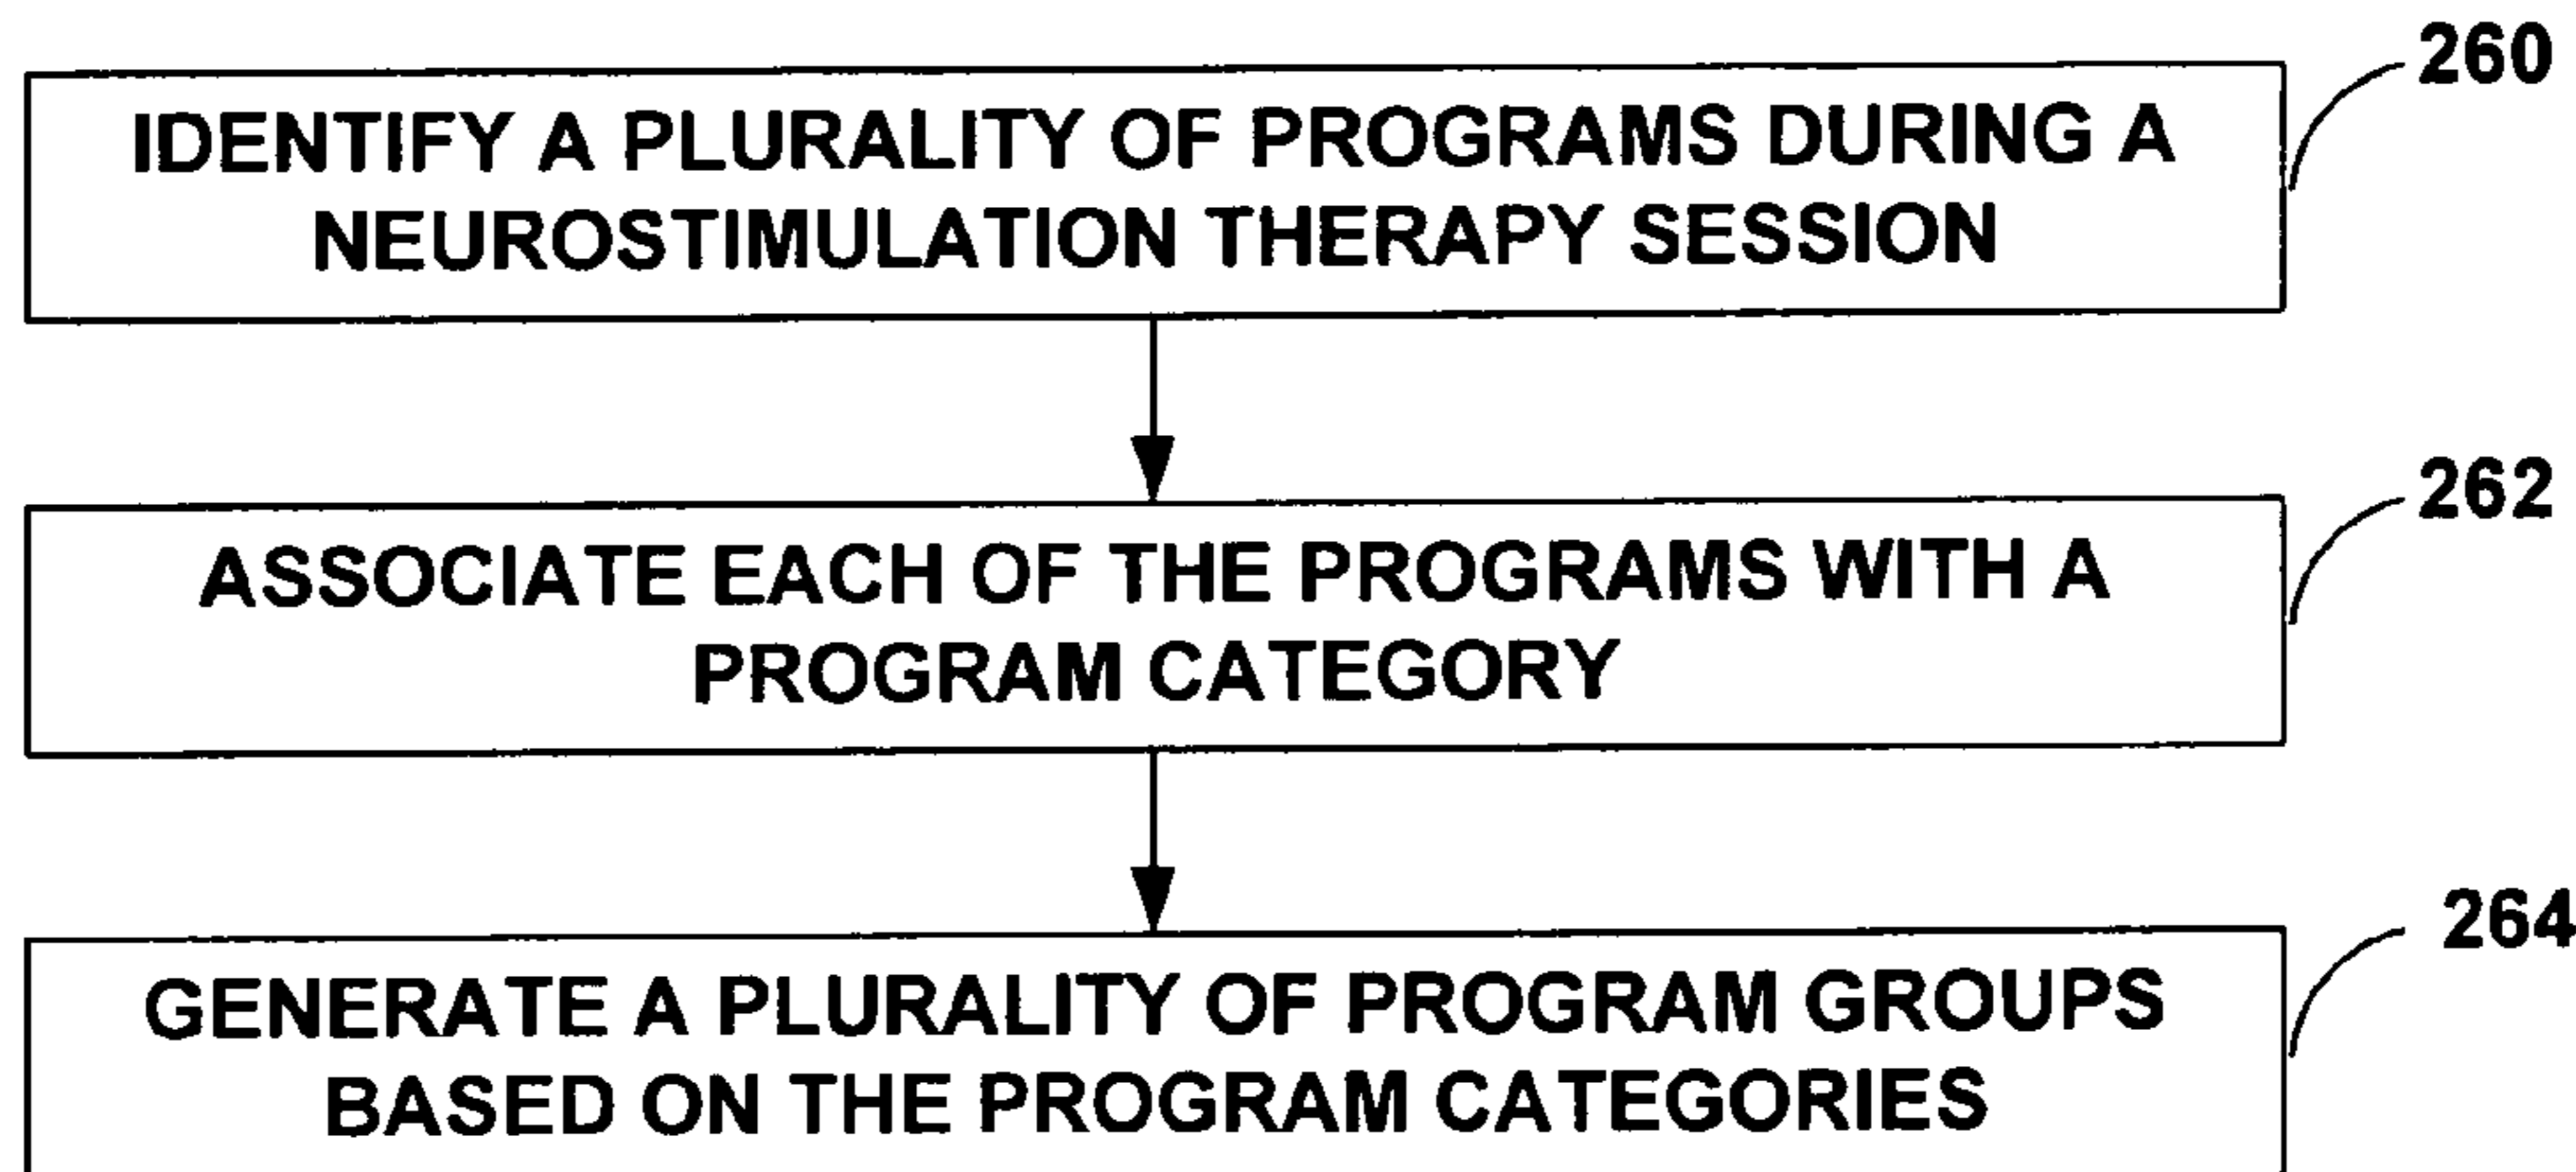 260
IDENTIFY A PLURALITY OF PROGRAMS DURING A
NEUROSTIMULATION THERAPY SESSION
262
ASSOCIATE EACH OF THE PROGRAMS WITH A
PROGRAM CATEGORY
264
GENERATE A PLURALITY OF PROGRAM GROUPS
BASED ON THE PROGRAM CATEGORIES